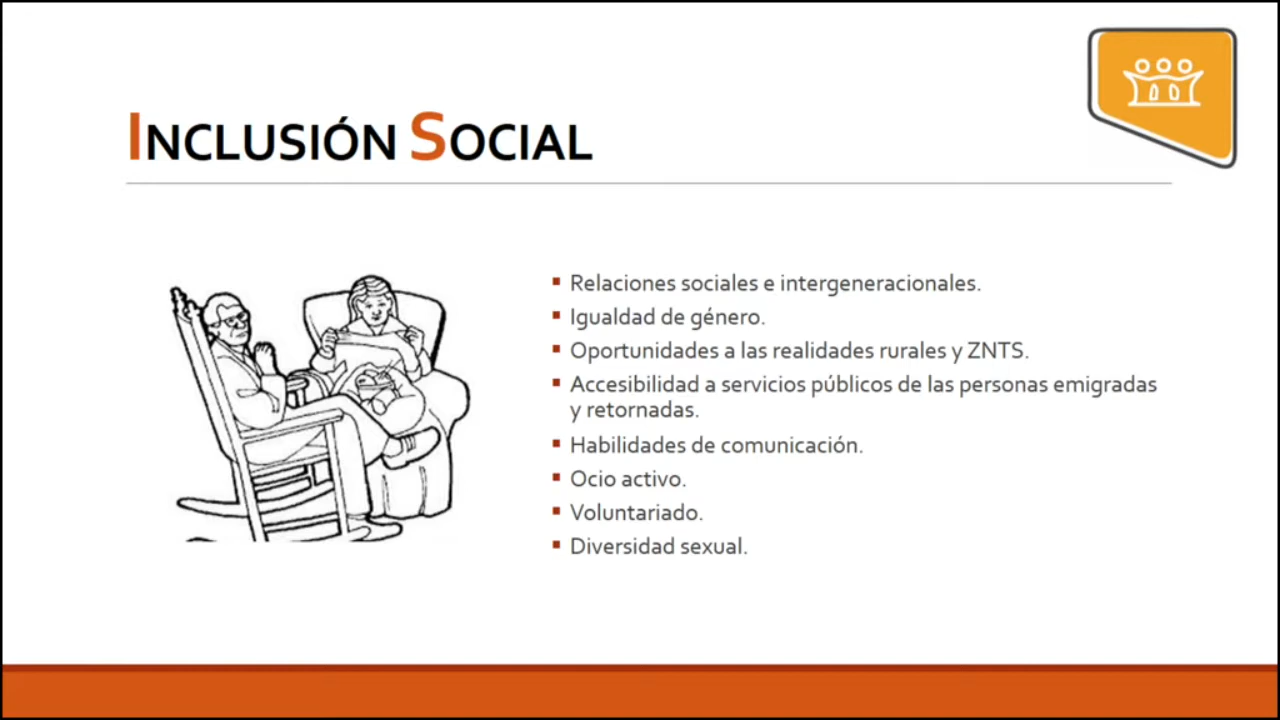 INCLUSIÓN SOCIAL
Relaciones sociales e intergeneracionales.
Igualdad de género.
Oportunidades a las realidades rurales y ZNTS.
Accesibilidad a servicios públicos de las personas emigradas
y retornadas.
Habilidades de comunicación.
Ocio activo.
Voluntariado.
Diversidad sexual.